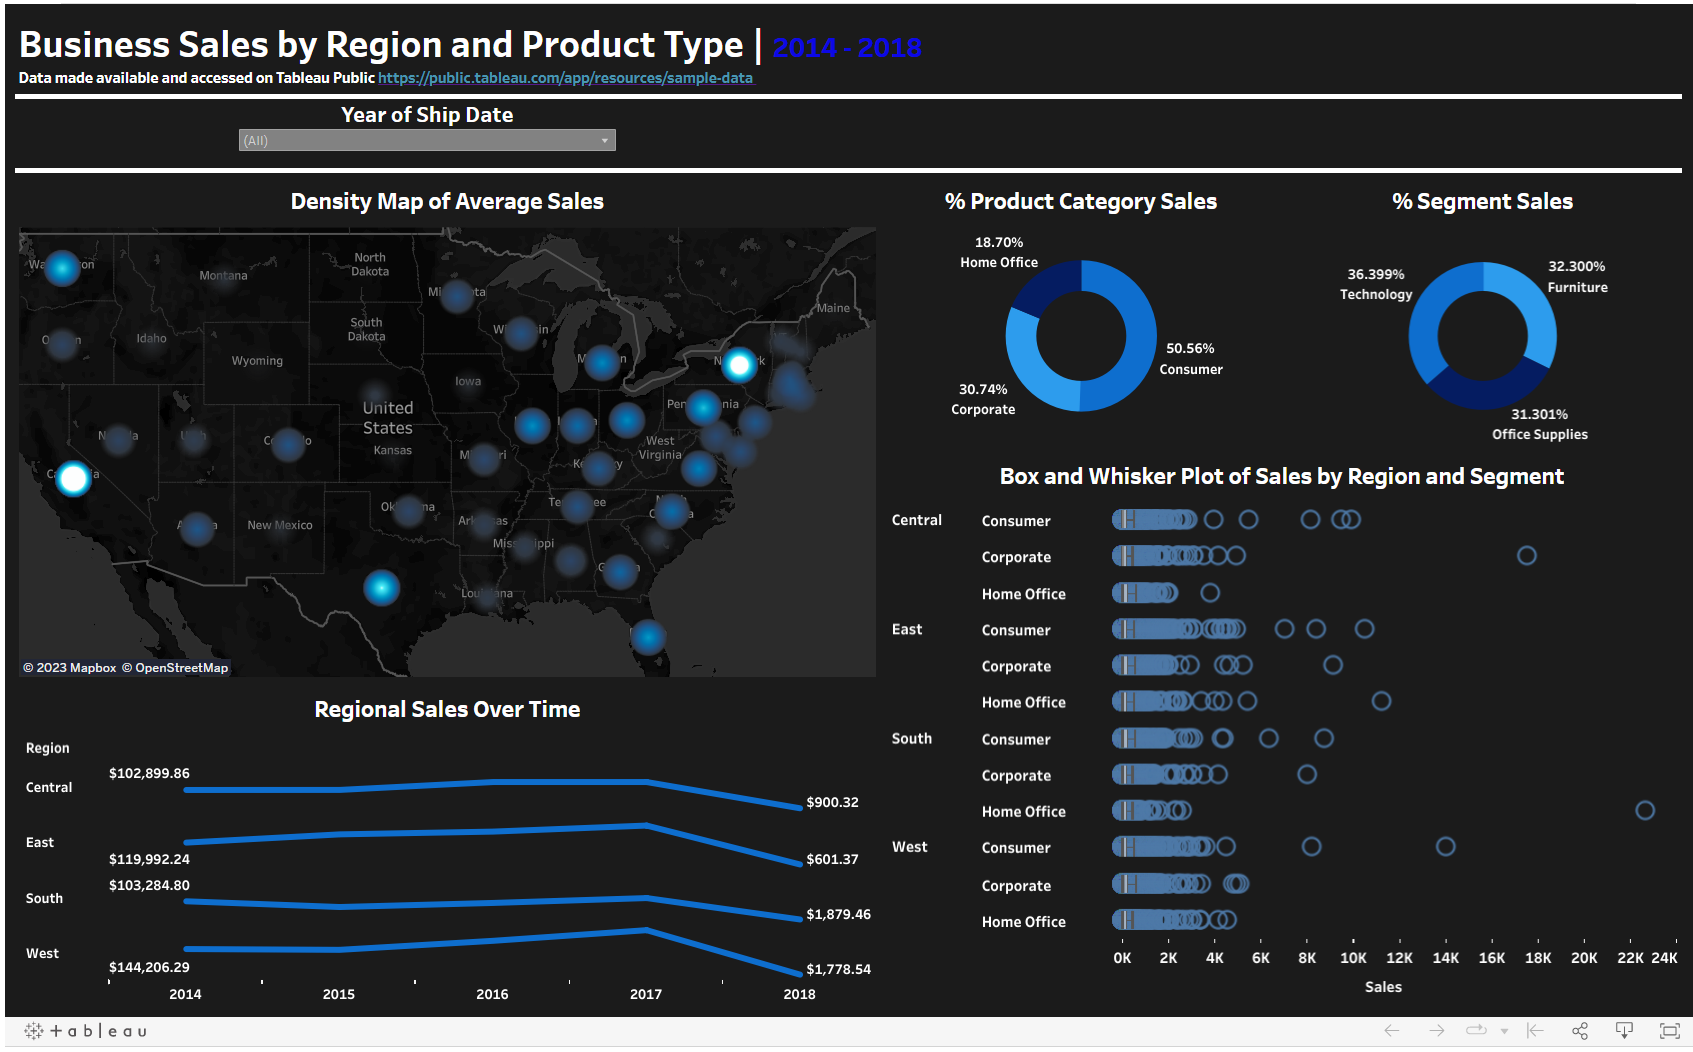 Business Sales by Region and Product Type | 2014 - 2018
Data made available and accessed on Tableau Public https://public.tableau.com/app/resources/sample-data
Year of Ship Date
(All)
Density Map of Average Sales
Montana
North
Dakota
Maine
South
Dakota
Idaho
Wyoming
Iowa
United
States
Kansas
West
Virginia
New Mexico
© 2023 Mapbox © OpenStreetMap
% Product Category Sales
18.70%
Home Office
50.56%
Consumer
30.74%
Corporate
% Segment Sales
36.399%
Technology
32.300%
Furniture
31.301%
Office Supplies
Regional Sales Over Time
Region
Central
$102,899.86
$900.32
East
$119,992.24
$601.37
South
$103,284.80
$1,879.46
West
$144,206.29
$1,778.54
2014
2015
2016
2017
2018
Box and Whisker Plot of Sales by Region and Segment
Central
Consumer
Corporate
Home Office
East
Consumer
Corporate
Home Office
South
Consumer
Corporate
Home Office
West
Consumer
Corporate
Home Office
0K 2K 4K 6K 8K 10K 12K 14K 16K 18K 20K 22K 24K
Sales
+ a b l e a u